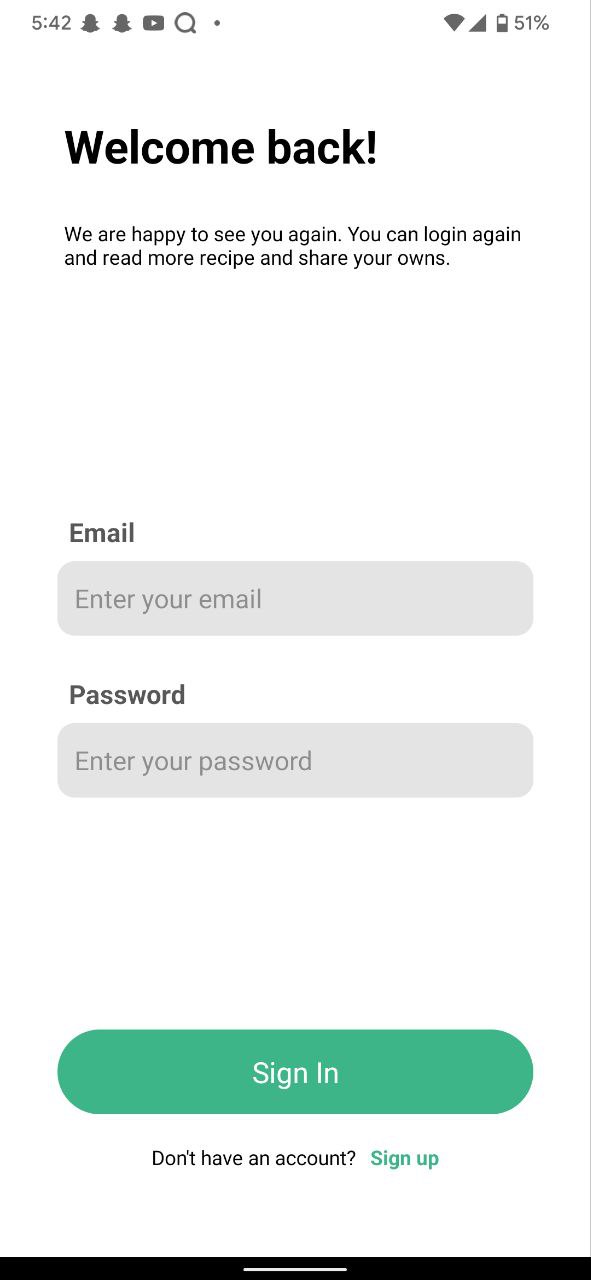 5:42
51%
Welcome back!
We are happy to see you again. You can login again
and read more recipe and share your owns.
Email
Enter your email
Password
Enter your password
Sign In
Don't have an account? Sign up